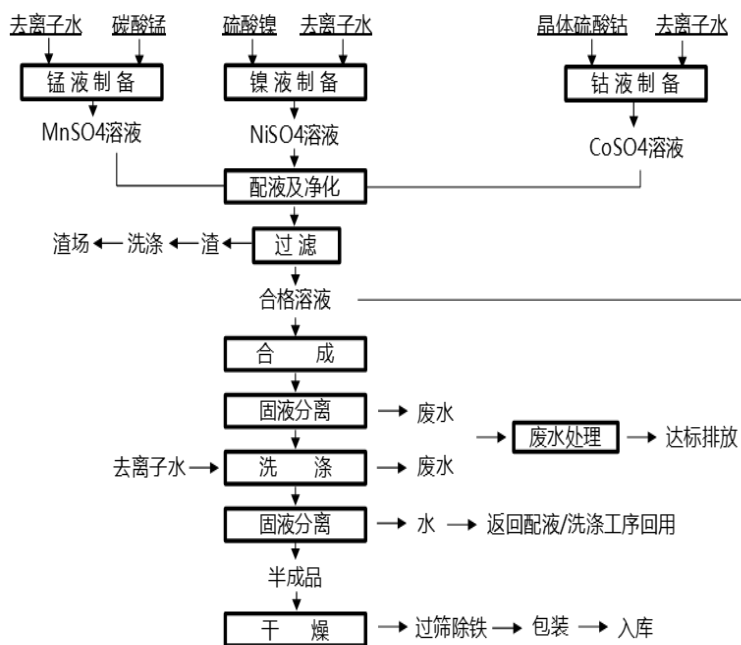 去离子水 碳酸锰 硫酸镍 去离子水 晶体硫酸钴 去离子水
锰液制备 镍液制备 钴液制备
MnSO4溶液 NiSO4溶液 CoSO4溶液
配液及净化
渣场 洗涤 渣 过滤
合格溶液
合成
固液分离 废水
废水处理 达标排放
去离子水 洗涤 废水
固液分离 水 返回配液/洗涤工序回用
半成品
干燥 过筛除铁 包装 入库